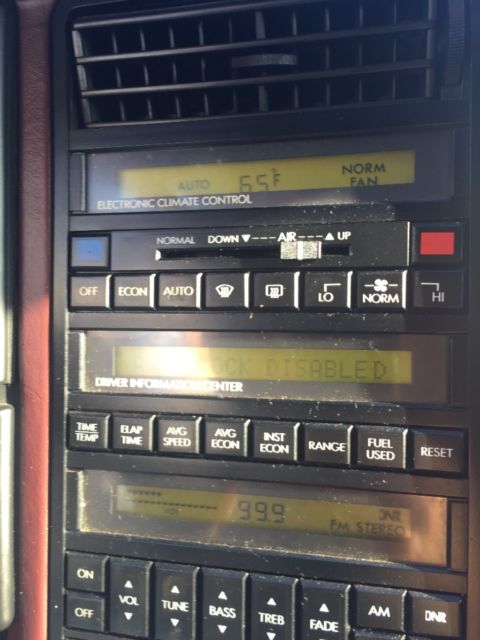 AUTO 65°F NORM FAN
ELECTRONIC CLIMATE CONTROL
NORMAL DOWN ▼ --- AIR --- ▲ UP
OFF ECON AUTO LO NORM HI
DISABLED
DRIVER INFORMATION CENTER
TIME/TEMP ELAP TIME AVG SPEED AVG ECON INST ECON RANGE FUEL USED RESET
VOL 99.9 DNR
FM STEREO
ON
OFF
VOL TUNE BASS TREB FADE AM DNR